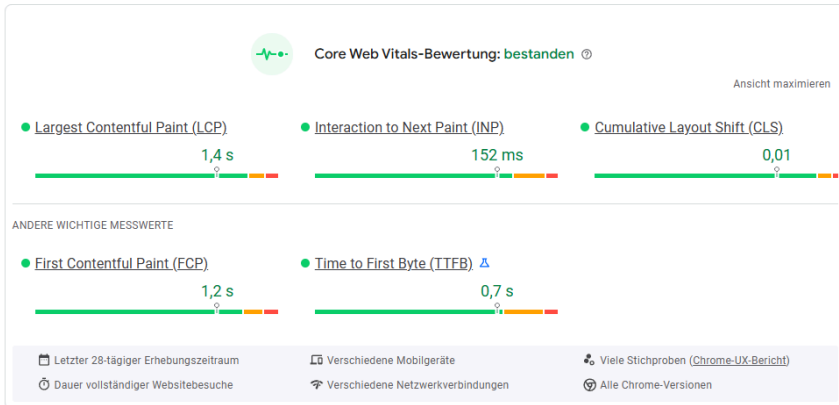 Core Web Vitals-Bewertung: bestanden
Ansicht maximieren
Largest Contentful Paint (LCP)
1,4 s
Interaction to Next Paint (INP)
152 ms
Cumulative Layout Shift (CLS)
0,01
ANDERE WICHTIGE MESSWERTE
First Contentful Paint (FCP)
1,2 s
Time to First Byte (TTFB)
0,7 s
Letzter 28-tägiger Erhebungszeitraum
Verschiedene Mobilgeräte
Viele Stichproben (Chrome-UX-Bericht)
Dauer vollständiger Websitebesuche
Verschiedene Netzwerkverbindungen
Alle Chrome-Versionen